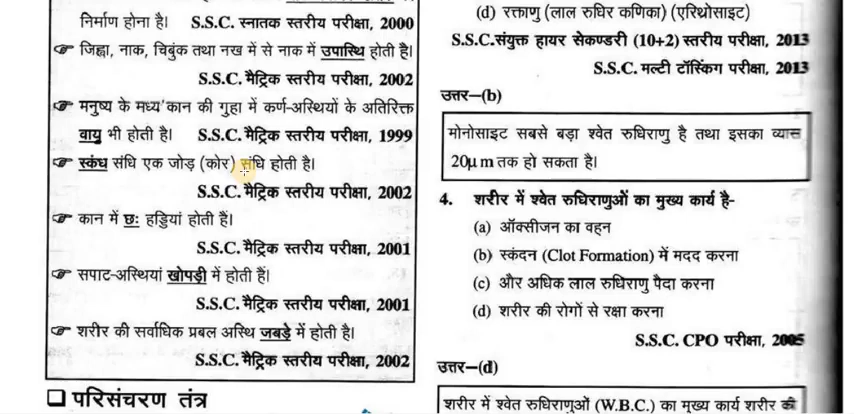 निर्माण होना है। S.S.C. स्नातक स्तरीय परीक्षा, 2000
☞ जिह्वा, नाक, चिबुंक तथा नख में से नाक में उपास्थि होती है।
S.S.C. मैट्रिक स्तरीय परीक्षा, 2002
☞ मनुष्य के मध्य कान की गुहा में कर्ण-अस्थियों के अतिरिक्त
वायु भी होती है। S.S.C. मैट्रिक स्तरीय परीक्षा, 1999
☞ स्कंध संधि एक जोड़ (कोर) संधि होती है।
S.S.C. मैट्रिक स्तरीय परीक्षा, 2002
☞ कान में छः हड्डियां होती हैं।
S.S.C. मैट्रिक स्तरीय परीक्षा, 2001
☞ सपाट-अस्थियां खोपड़ी में होती हैं।
S.S.C. मैट्रिक स्तरीय परीक्षा, 2001
☞ शरीर की सर्वाधिक प्रबल अस्थि जबड़े में होती है।
S.S.C. मैट्रिक स्तरीय परीक्षा, 2002
❑ परिसंचरण तंत्र
(d) रक्ताणु (लाल रुधिर कणिका) (एरिथ्रोसाइट)
S.S.C.संयुक्त हायर सेकण्डरी (10+2) स्तरीय परीक्षा, 2013
S.S.C. मल्टी टॉस्किंग परीक्षा, 2013
उत्तर—(b)
मोनोसाइट सबसे बड़ा श्वेत रुधिराणु है तथा इसका व्यास
20μ m तक हो सकता है।
4. शरीर में श्वेत रुधिराणुओं का मुख्य कार्य है-
(a) ऑक्सीजन का वहन
(b) स्कंदन (Clot Formation) में मदद करना
(c) और अधिक लाल रुधिराणु पैदा करना
(d) शरीर की रोगों से रक्षा करना
S.S.C. CPO परीक्षा, 2005
उत्तर—(d)
शरीर में श्वेत रुधिराणुओं (W.B.C.) का मुख्य कार्य शरीर की